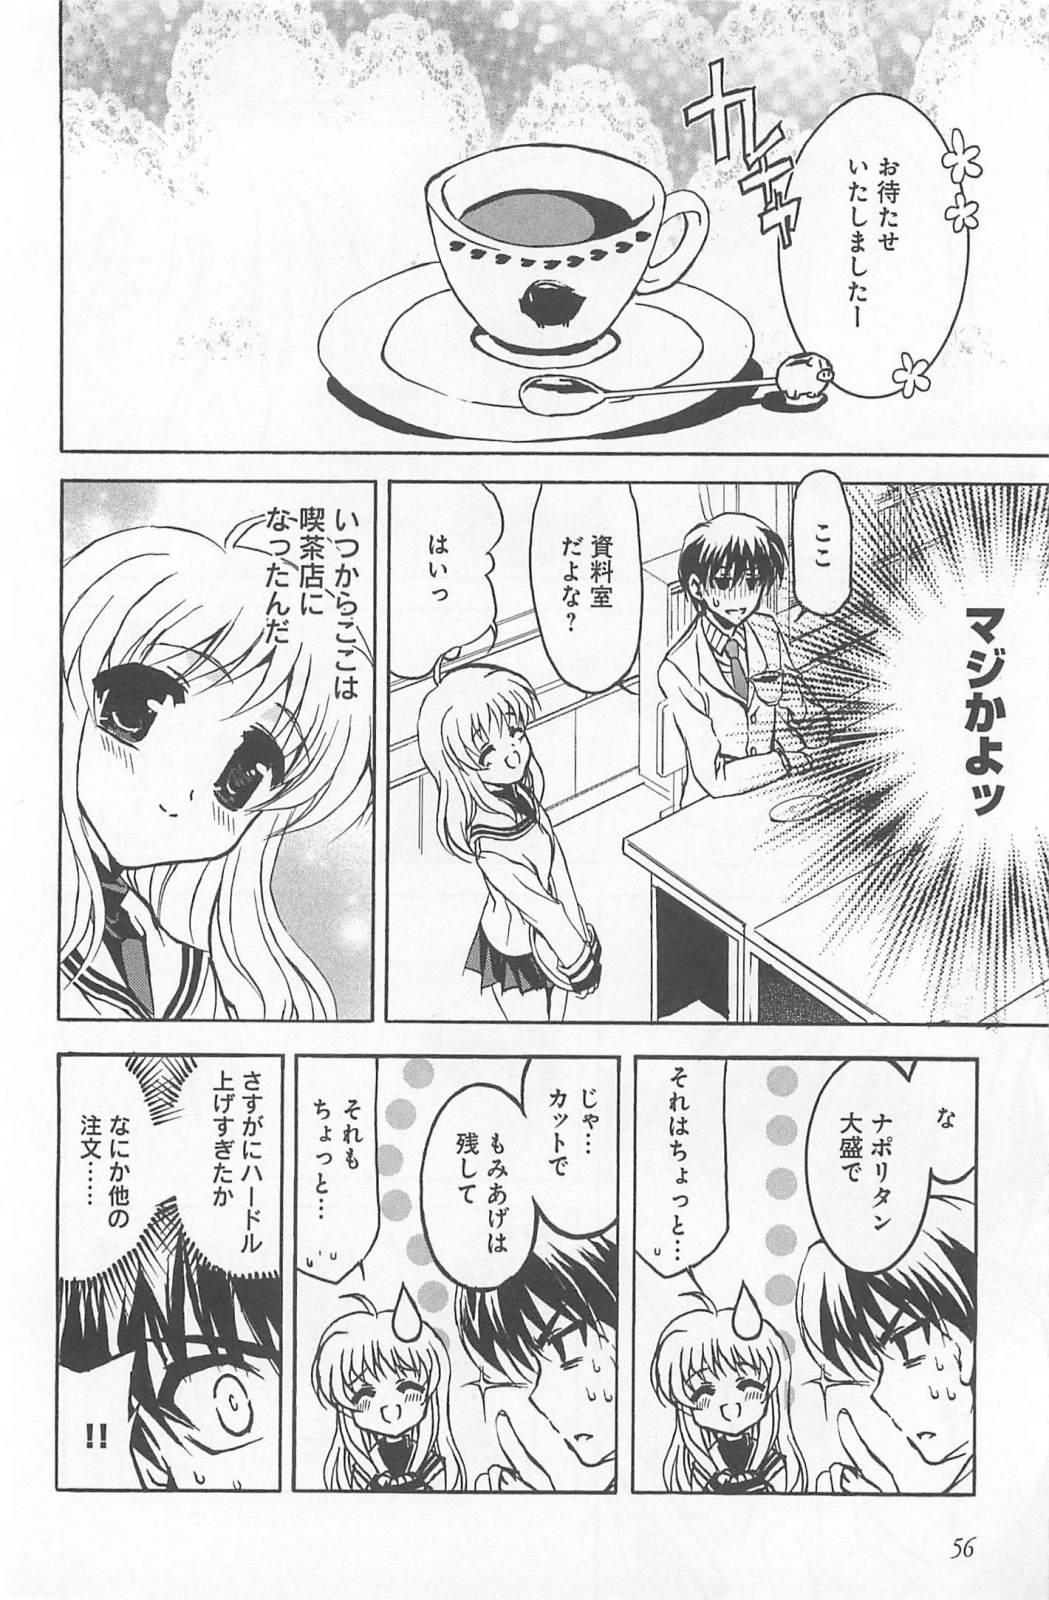 お待たせ
いたしましたー
カチャ
マジかよッ
ここ
資料室
だよな？
はいっ
いつからここは
喫茶店に
なったんだ
な
ナポリタン
大盛で
それはちょっと…
じゃ…
カットで
もみあげは
残して
それも
ちょっと…
さすがにハードル
上げすぎたか
なにか他の
注文……
!!
56